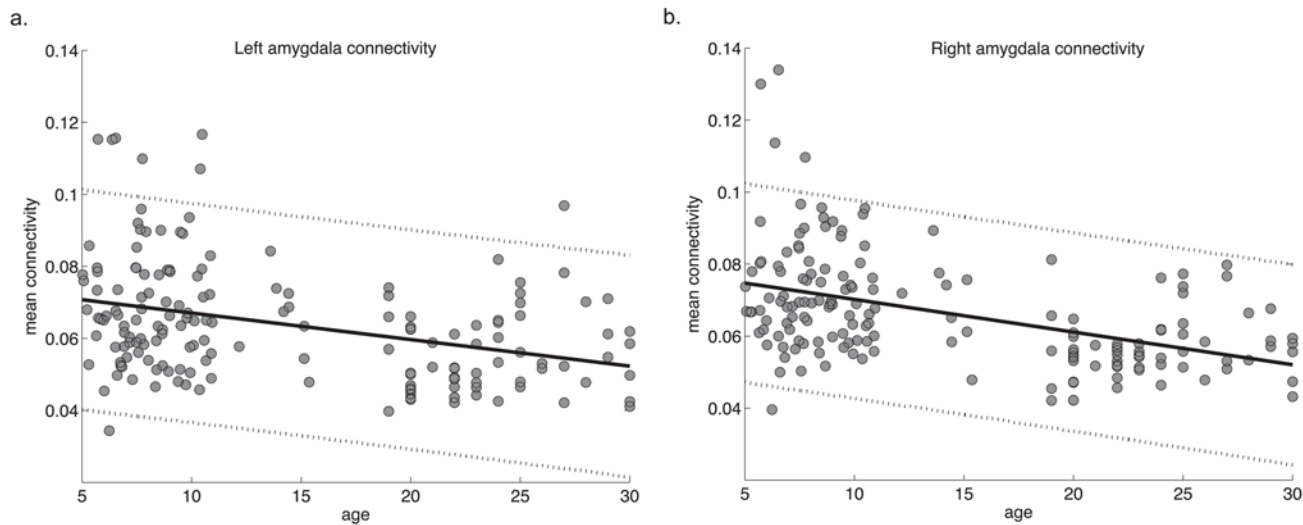 a.
Left amygdala connectivity
0.14
0.12
0.1
0.08
0.06
0.04
mean connectivity
5 10 15 20 25 30
age
b.
Right amygdala connectivity
0.14
0.12
0.1
0.08
0.06
0.04
mean connectivity
5 10 15 20 25 30
age